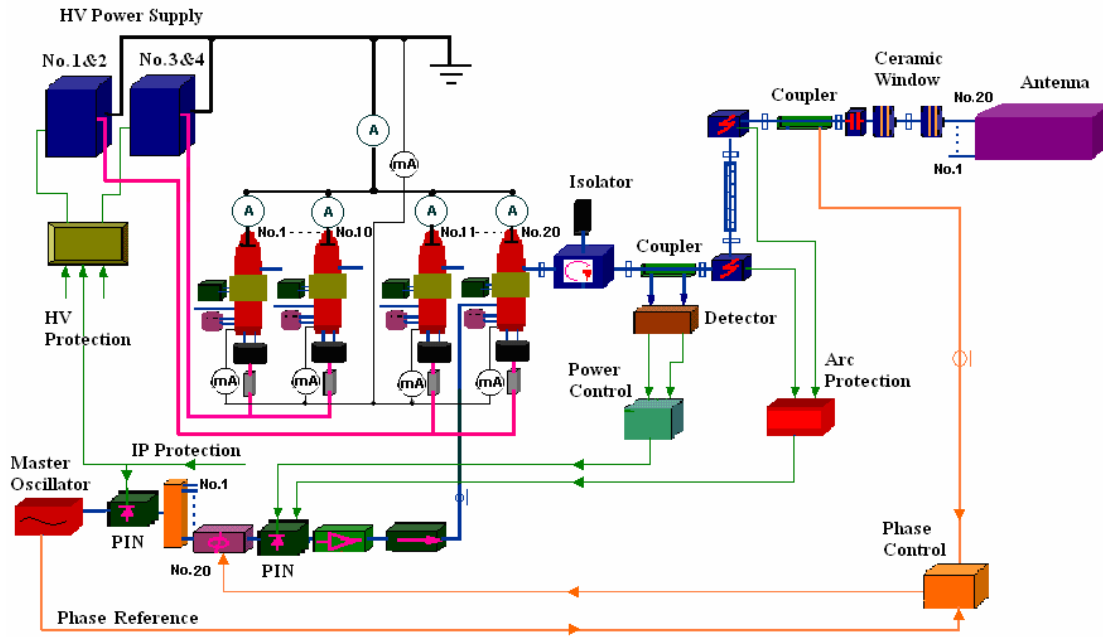 HV Power Supply
No.1&2
No.3&4
A
mA
Ceramic
Window
Coupler
No.20
Antenna
No.1
Isolator
A
A
A
A
No.1
No.10
No.11
No.20
Coupler
HV
Protection
Detector
mA
mA
mA
mA
Power
Control
Arc
Protection
IP Protection
Master
Oscillator
No.1
PIN
No.20
PIN
Phase
Control
Phase Reference